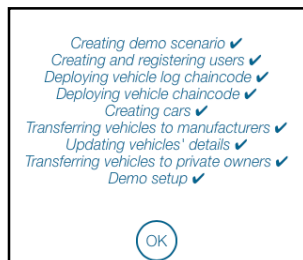 Creating demo scenario ✔
Creating and registering users ✔
Deploying vehicle log chaincode ✔
Deploying vehicle chaincode ✔
Creating cars ✔
Transferring vehicles to manufacturers ✔
Updating vehicles' details ✔
Transferring vehicles to private owners ✔
Demo setup ✔
OK